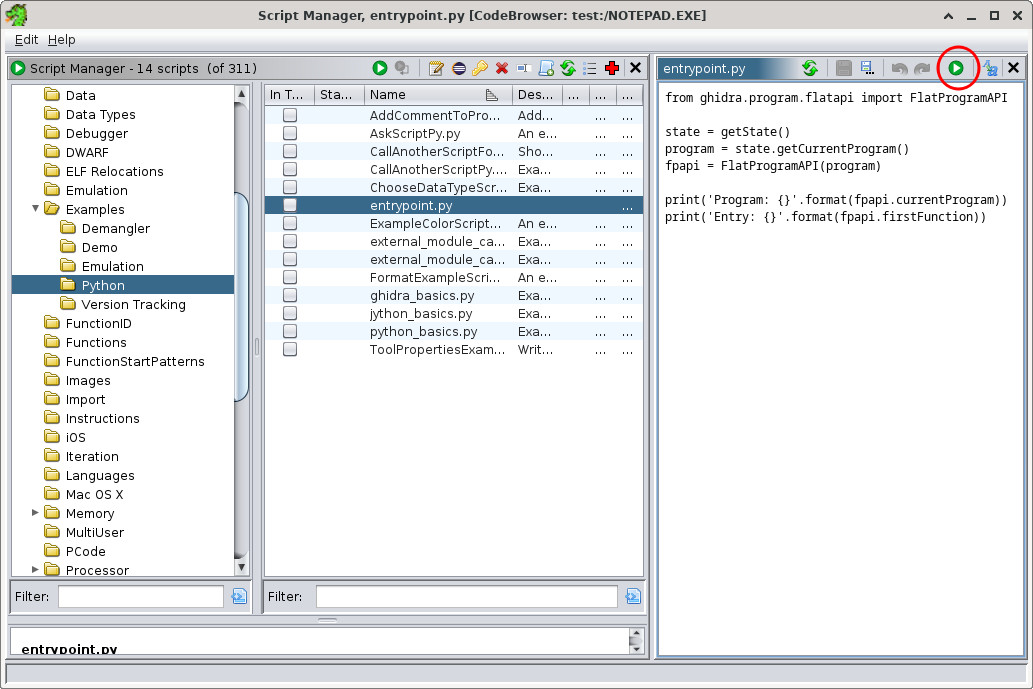 Script Manager, entrypoint.py [CodeBrowser: test:/NOTEPAD.EXE]
Edit Help
Script Manager - 14 scripts (of 311)
Data
Data Types
Debugger
DWARF
ELF Relocations
Emulation
Examples
Demangler
Demo
Emulation
Python
Version Tracking
FunctionID
Functions
FunctionStartPatterns
Images
Import
Instructions
iOS
Iteration
Languages
Mac OS X
Memory
MultiUser
PCode
Processor
Filter:
In T... Sta... Name Des... ... ... ...
AddCommentToPro... Add... ... ...
AskScriptPy.py An e... ... ...
CallAnotherScriptFo... Sho... ... ...
CallAnotherScriptPy.... Exa... ... ...
ChooseDataTypeScr... Exa... ... ...
entrypoint.py ...
ExampleColorScript... An e... ... ...
external_module_ca... Exa... ... ...
external_module_ca... Exa... ... ...
FormatExampleScri... An e... ... ...
ghidra_basics.py Exa... ... ...
jython_basics.py Exa... ... ...
python_basics.py Exa... ... ...
ToolPropertiesExam... Writ... ... ...
Filter:
entrypoint.py
entrypoint.py
from ghidra.program.flatapi import FlatProgramAPI
state = getState()
program = state.getCurrentProgram()
fpapi = FlatProgramAPI(program)
print('Program: {}'.format(fpapi.currentProgram))
print('Entry: {}'.format(fpapi.firstFunction))